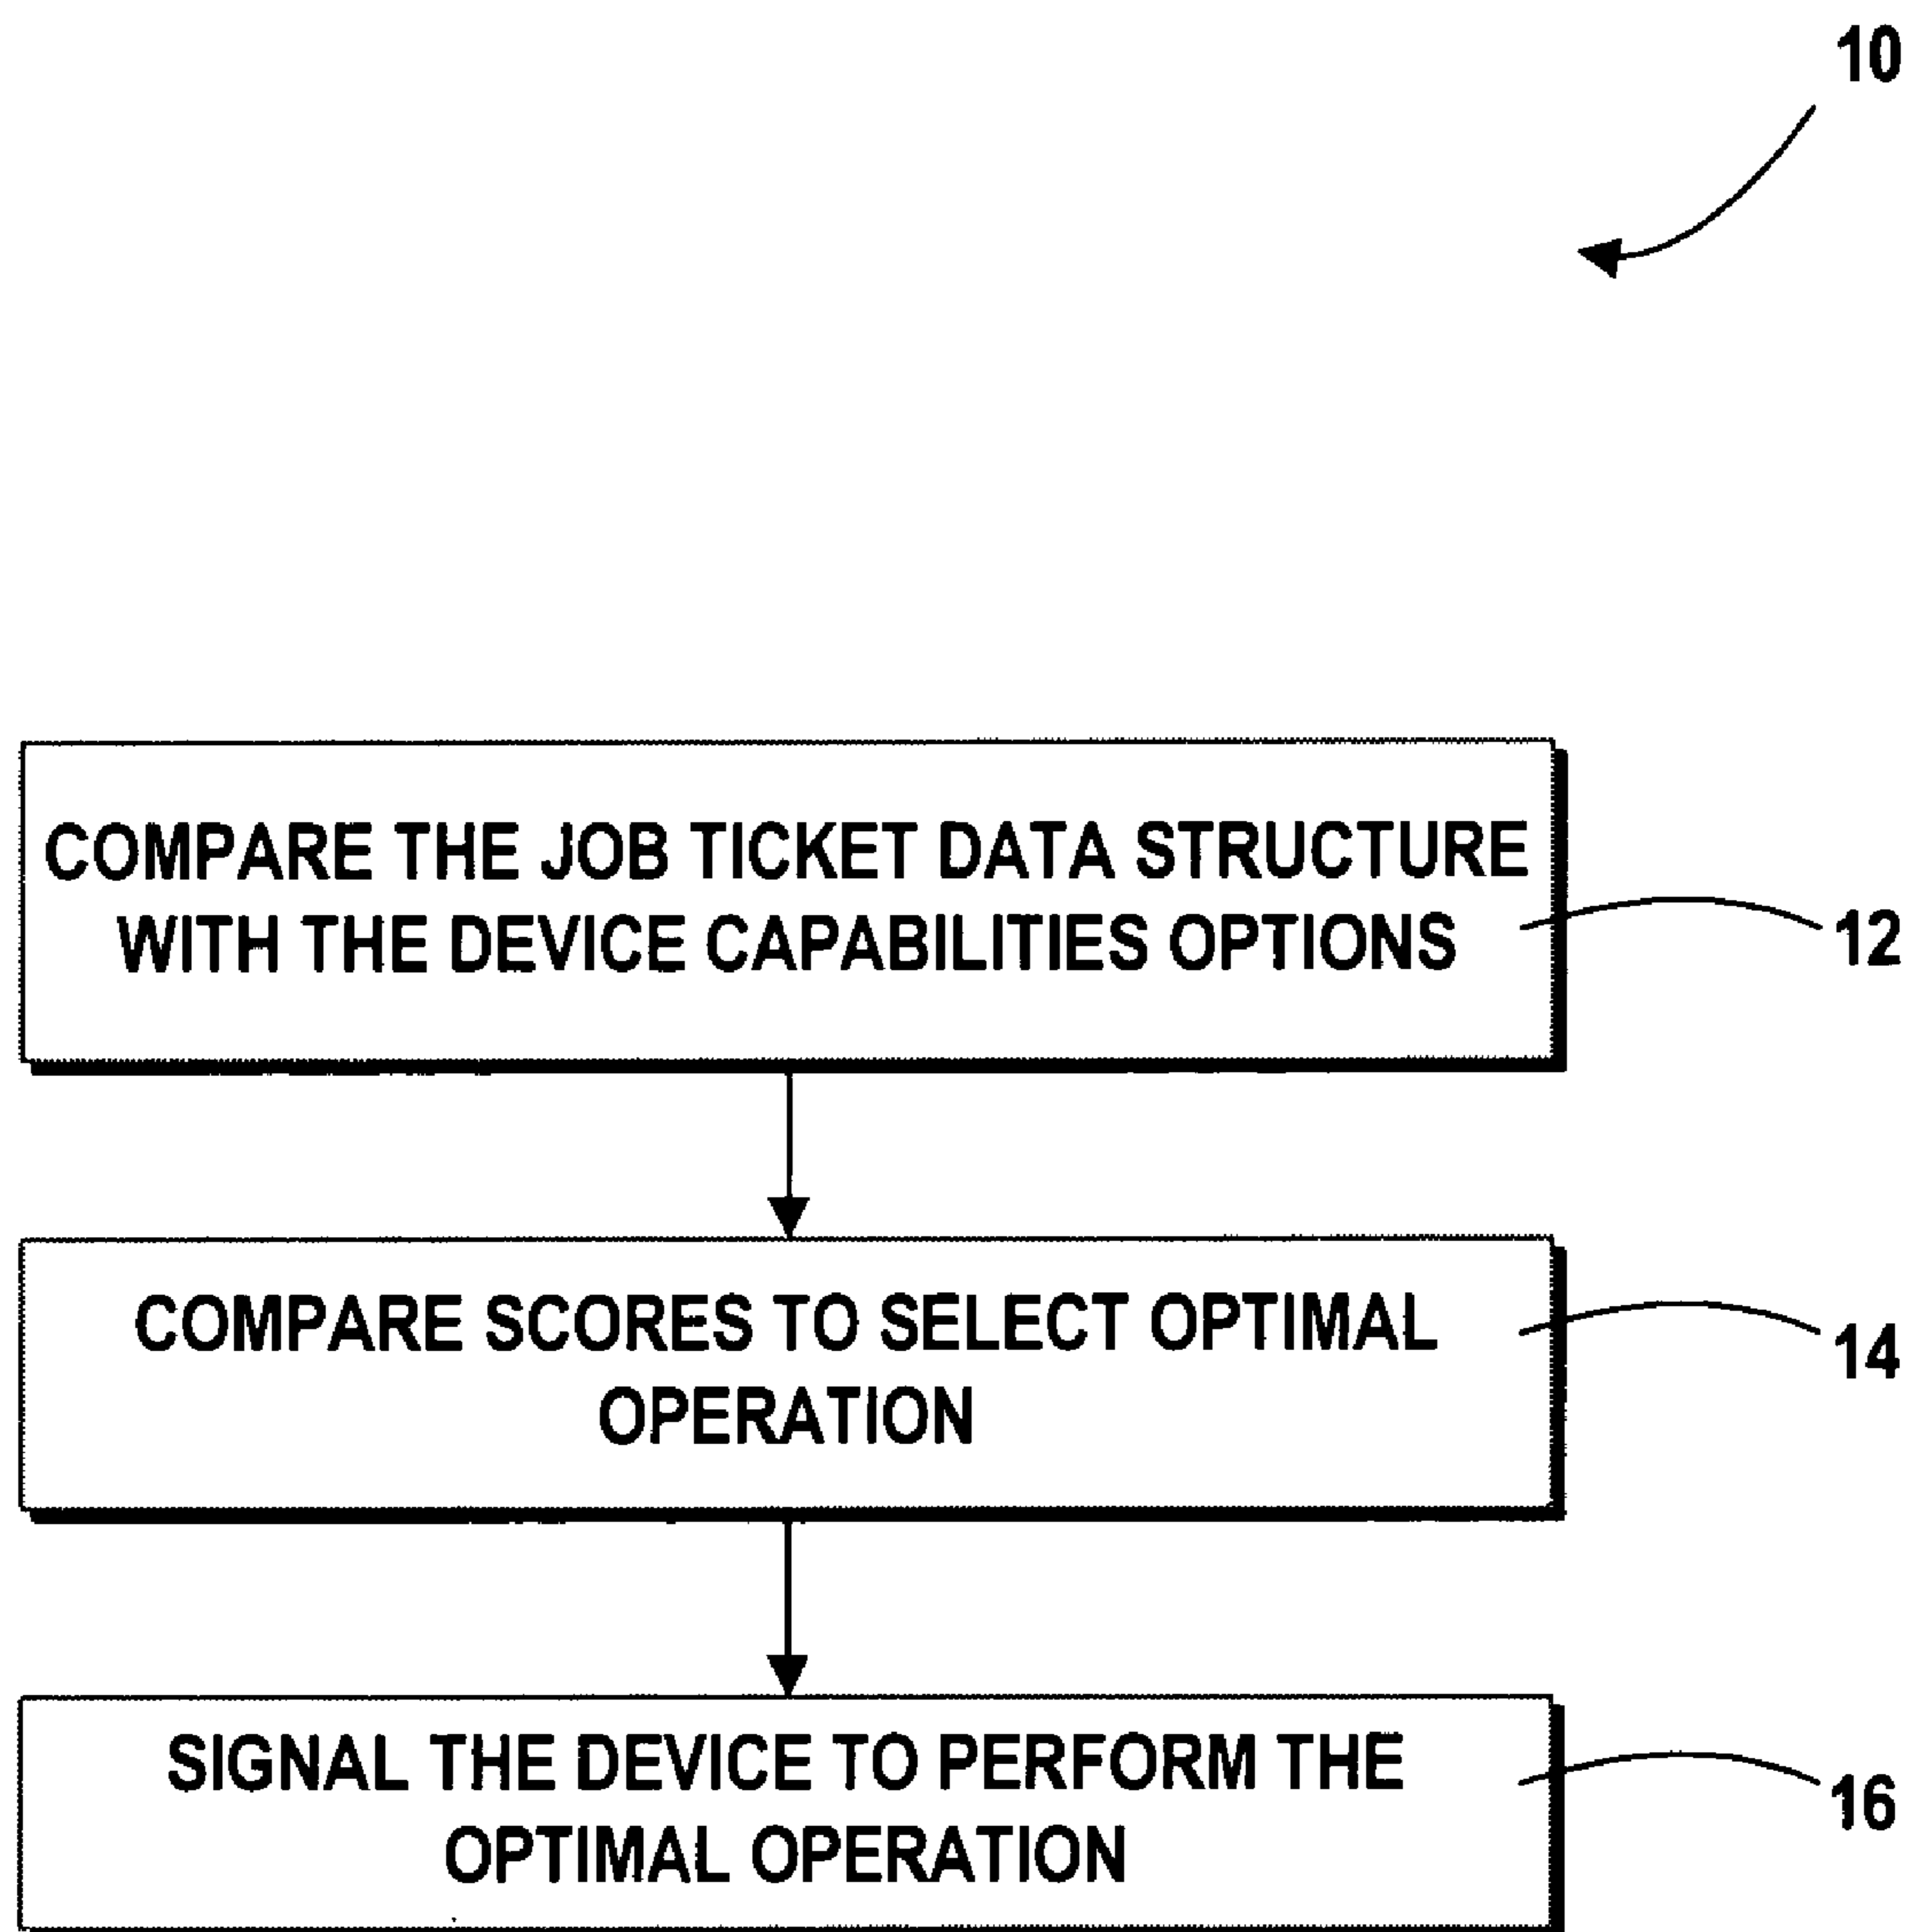 10
COMPARE THE JOB TICKET DATA STRUCTURE
WITH THE DEVICE CAPABILITIES OPTIONS
12
COMPARE SCORES TO SELECT OPTIMAL
OPERATION
14
SIGNAL THE DEVICE TO PERFORM THE
OPTIMAL OPERATION
16